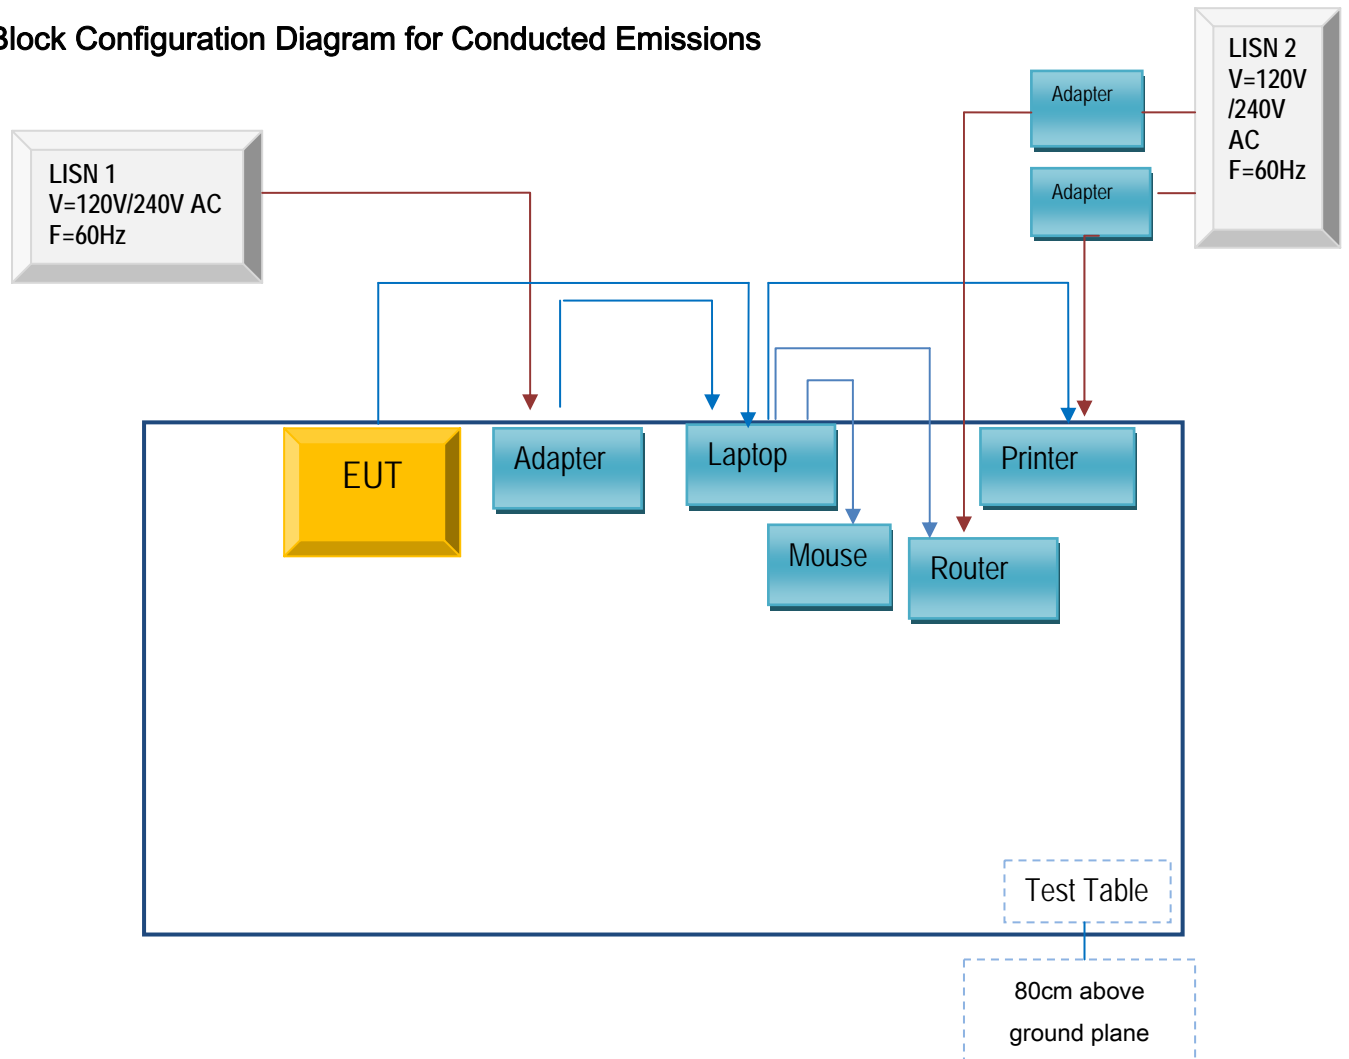 Block Configuration Diagram for Conducted Emissions
LISN 2
V=120V
/240V
AC
F=60Hz
Adapter
Adapter
LISN 1
V=120V/240V AC
F=60Hz
EUT
Adapter
Laptop
Printer
Mouse
Router
Test Table
80cm above
ground plane